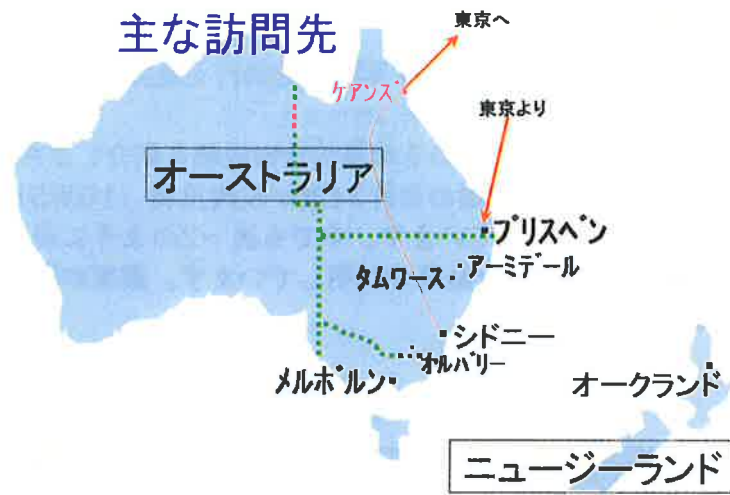 主な訪問先
東京へ
ケアンズ
東京より
オーストラリア
ブリスベン
アーミデール
タムワース
シドニー
オルバリー
メルボルン
オークランド
ニュージーランド